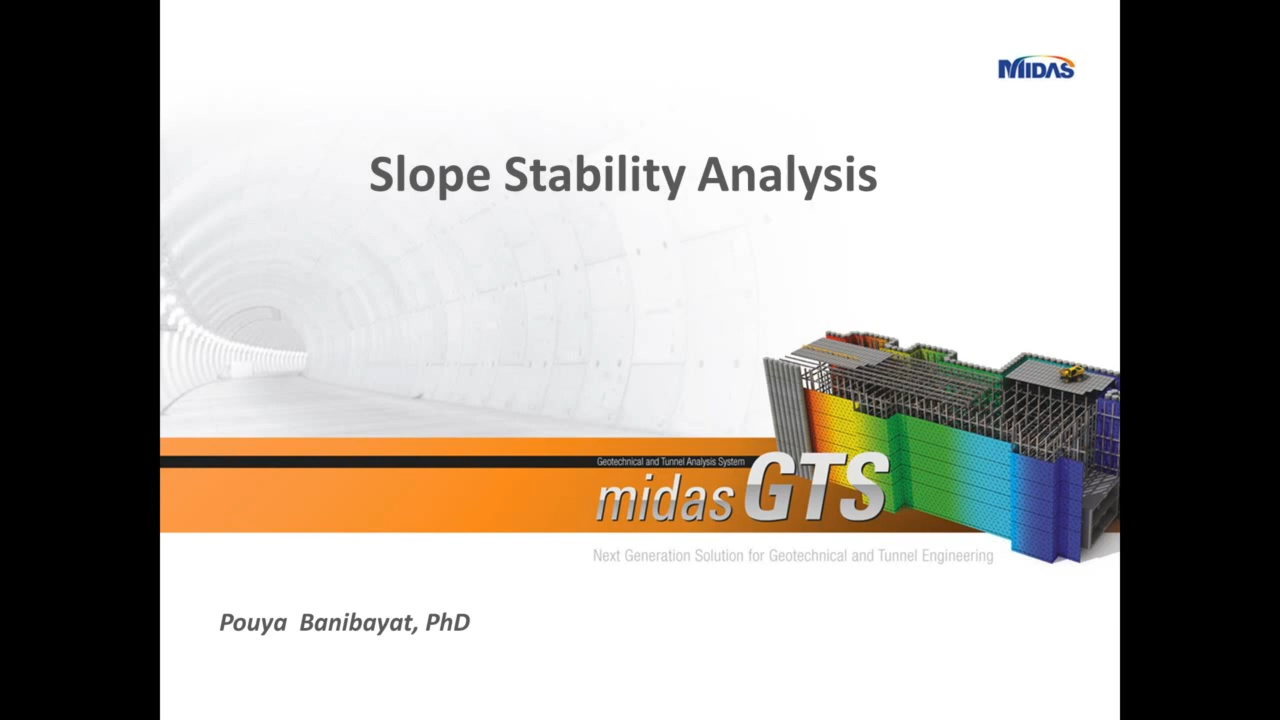 MIDAS
Slope Stability Analysis
Geotechnical and Tunnel Analysis System
midas GTS
Next Generation Solution for Geotechnical and Tunnel Engineering
Pouya Banibayat, PhD